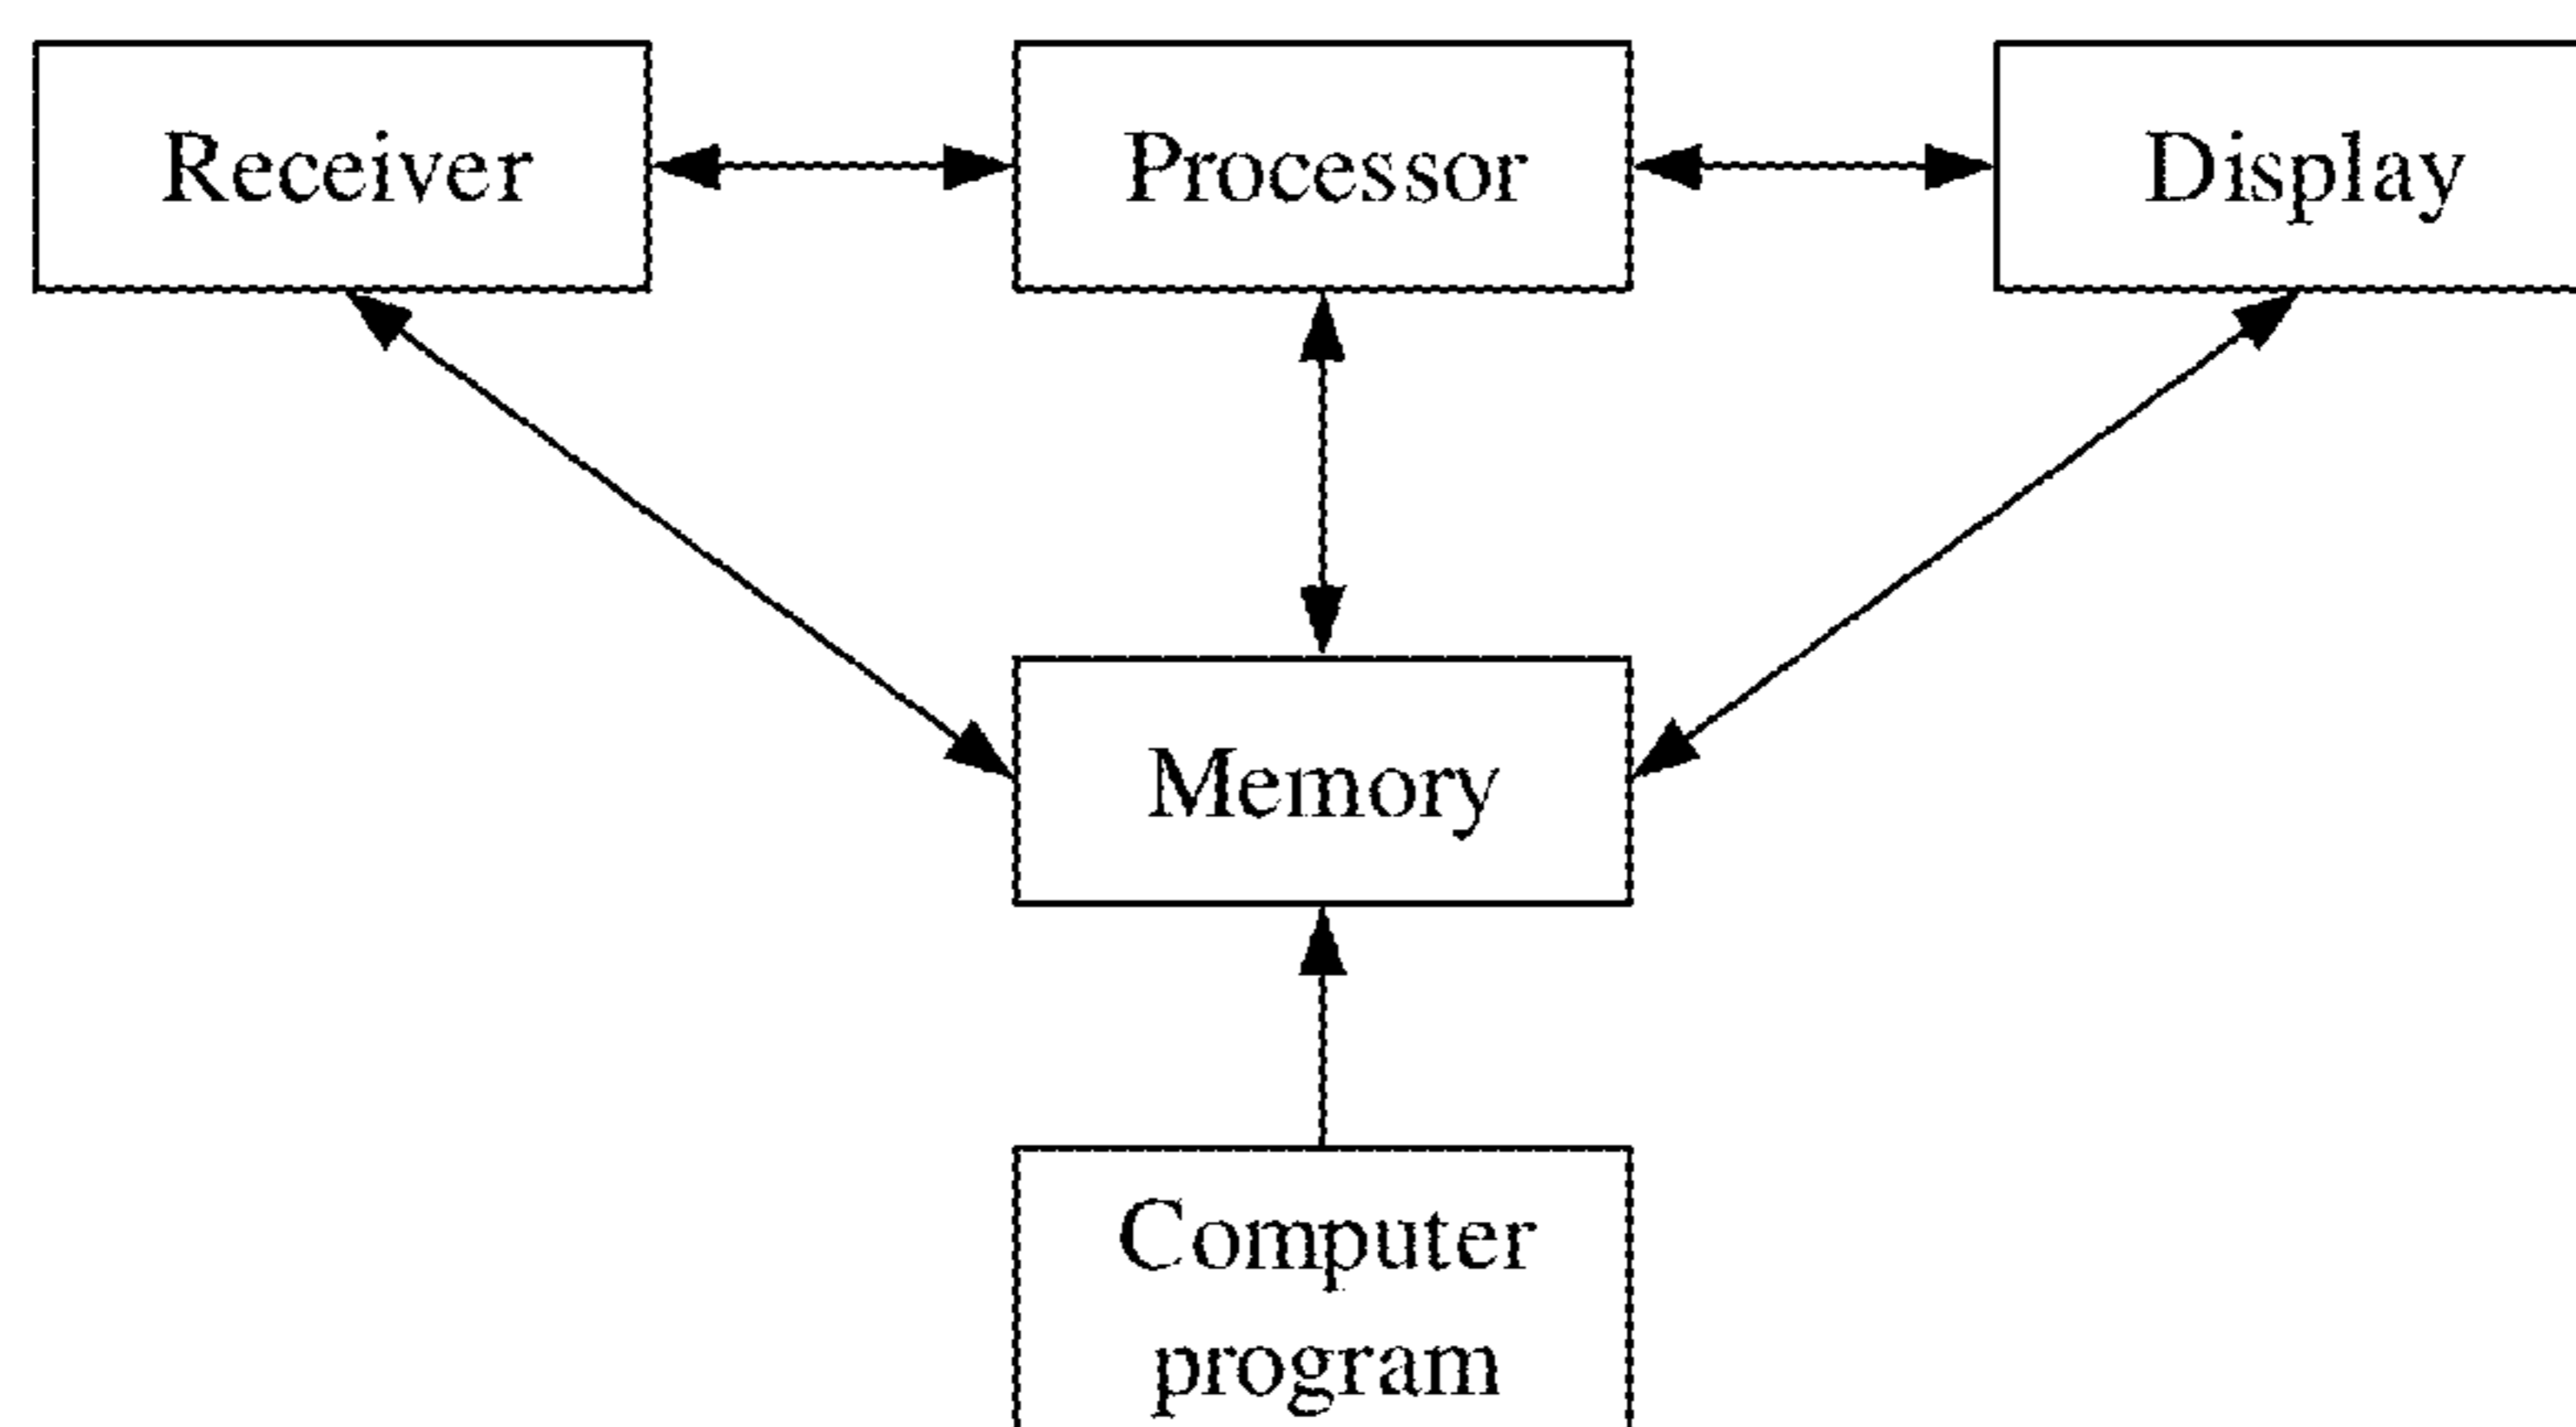 Receiver
Processor
Display
Memory
Computer
program